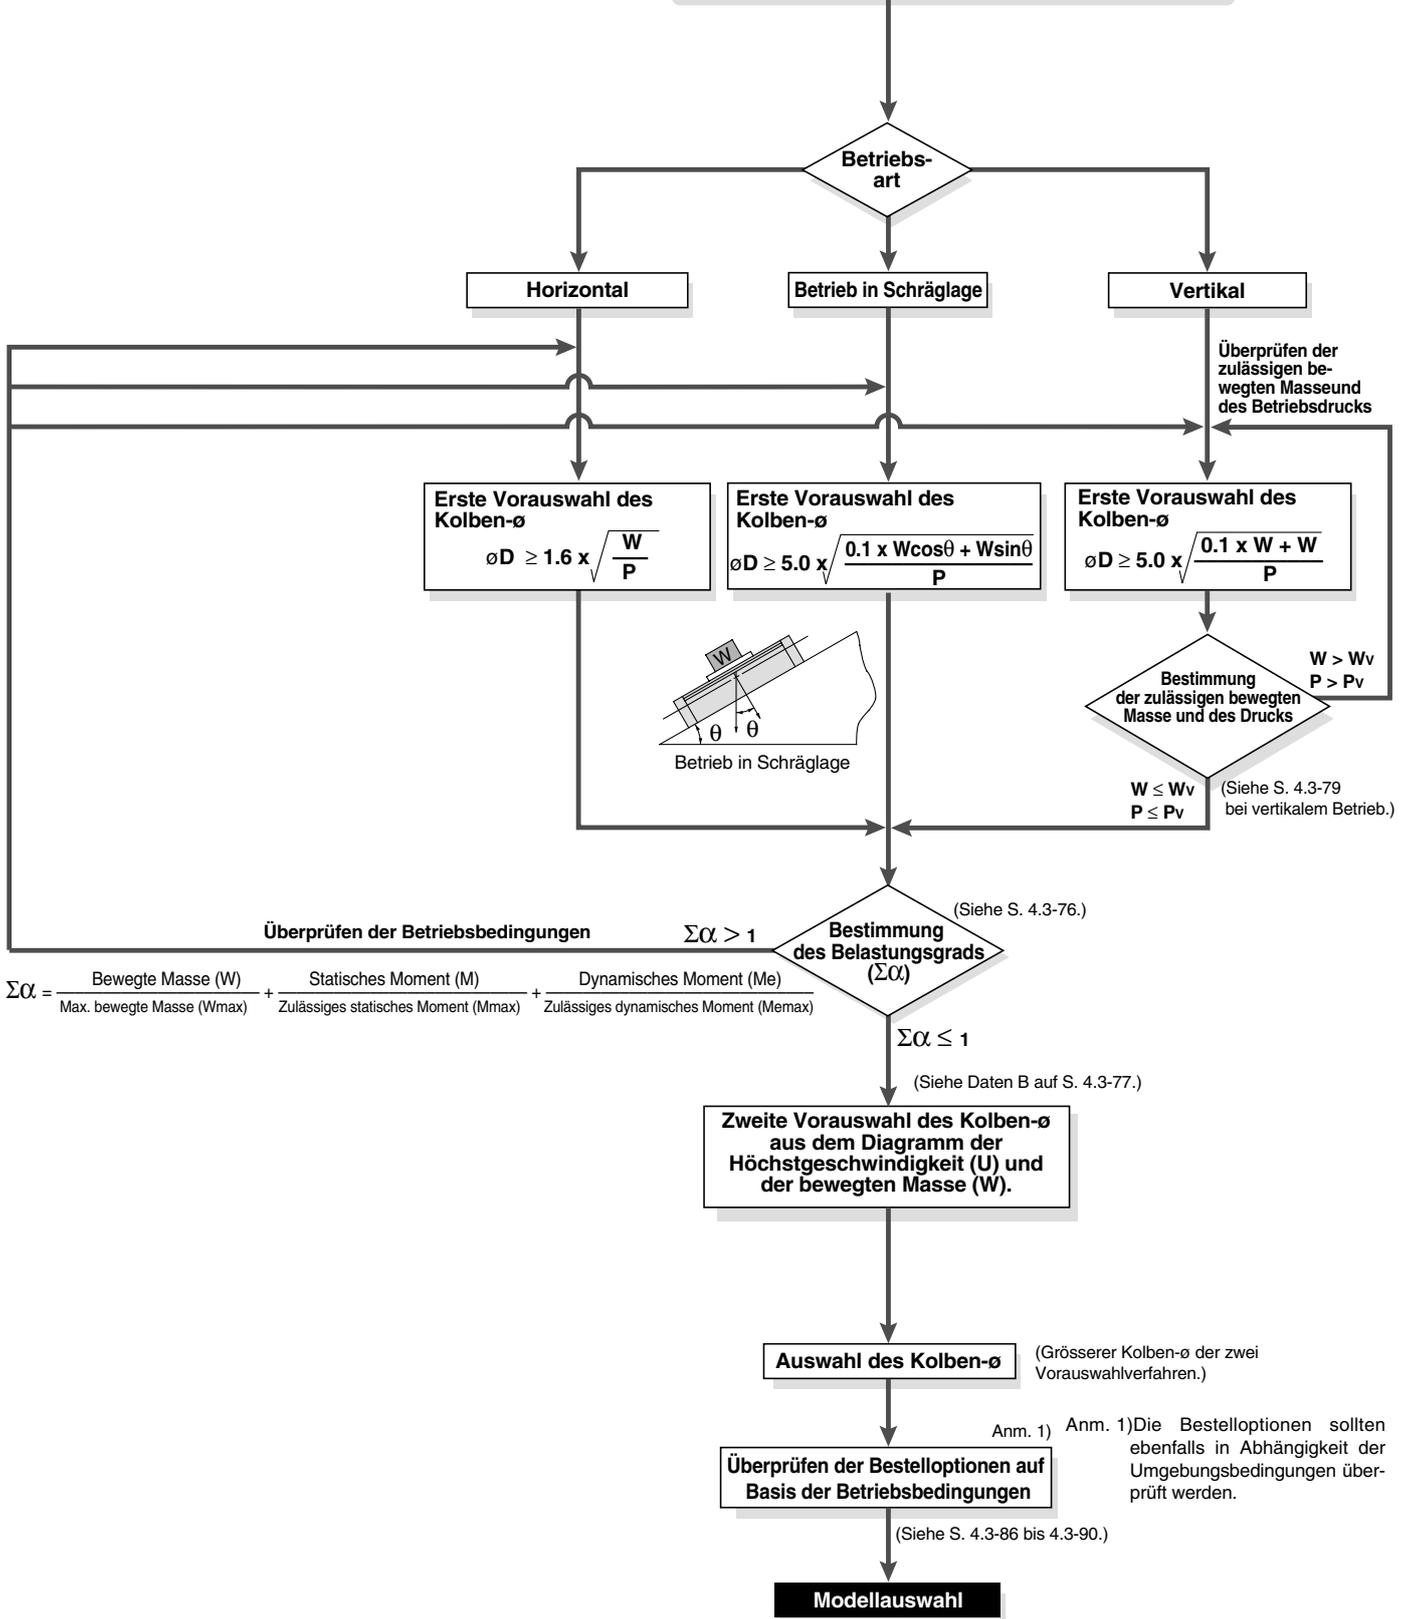 Betriebs-
art
Horizontal
Betrieb in Schräglage
Vertikal
Überprüfen der
zulässigen be-
wegten Masseund
des Betriebsdrucks
Erste Vorauswahl des
Kolben-ø
øD ≥ 1.6 x √(W / P)
Erste Vorauswahl des
Kolben-ø
øD ≥ 5.0 x √(0.1 x Wcosθ + Wsinθ / P)
Erste Vorauswahl des
Kolben-ø
øD ≥ 5.0 x √(0.1 x W + W / P)
W
θ
θ
Betrieb in Schräglage
Bestimmung
der zulässigen bewegten
Masse und des Drucks
W > Wv
P > Pv
W ≤ Wv
P ≤ Pv
(Siehe S. 4.3-79
bei vertikalem Betrieb.)
(Siehe S. 4.3-76.)
Bestimmung
des Belastungsgrads
(Σα)
Überprüfen der Betriebsbedingungen
Σα > 1
Σα = Bewegte Masse (W) / Max. bewegte Masse (Wmax) + Statisches Moment (M) / Zulässiges statisches Moment (Mmax) + Dynamisches Moment (Me) / Zulässiges dynamisches Moment (Memax)
Σα ≤ 1
(Siehe Daten B auf S. 4.3-77.)
Zweite Vorauswahl des Kolben-ø
aus dem Diagramm der
Höchstgeschwindigkeit (U) und
der bewegten Masse (W).
Auswahl des Kolben-ø
(Grösserer Kolben-ø der zwei
Vorauswahlverfahren.)
Anm. 1)
Überprüfen der Bestelloptionen auf
Basis der Betriebsbedingungen
Anm. 1)Die Bestelloptionen sollten
ebenfalls in Abhängigkeit der
Umgebungsbedingungen über-
prüft werden.
(Siehe S. 4.3-86 bis 4.3-90.)
Modellauswahl